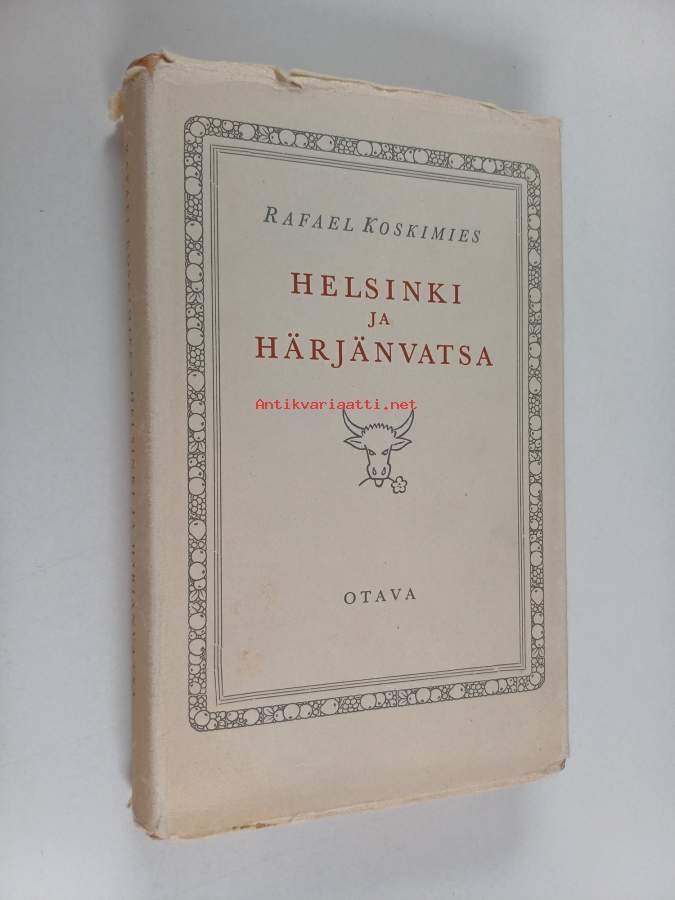 RAFAEL KOSKIMIES
HELSINKI
JA
HÄRJÄNVATSA
Antikvariaatti.net
OTAVA